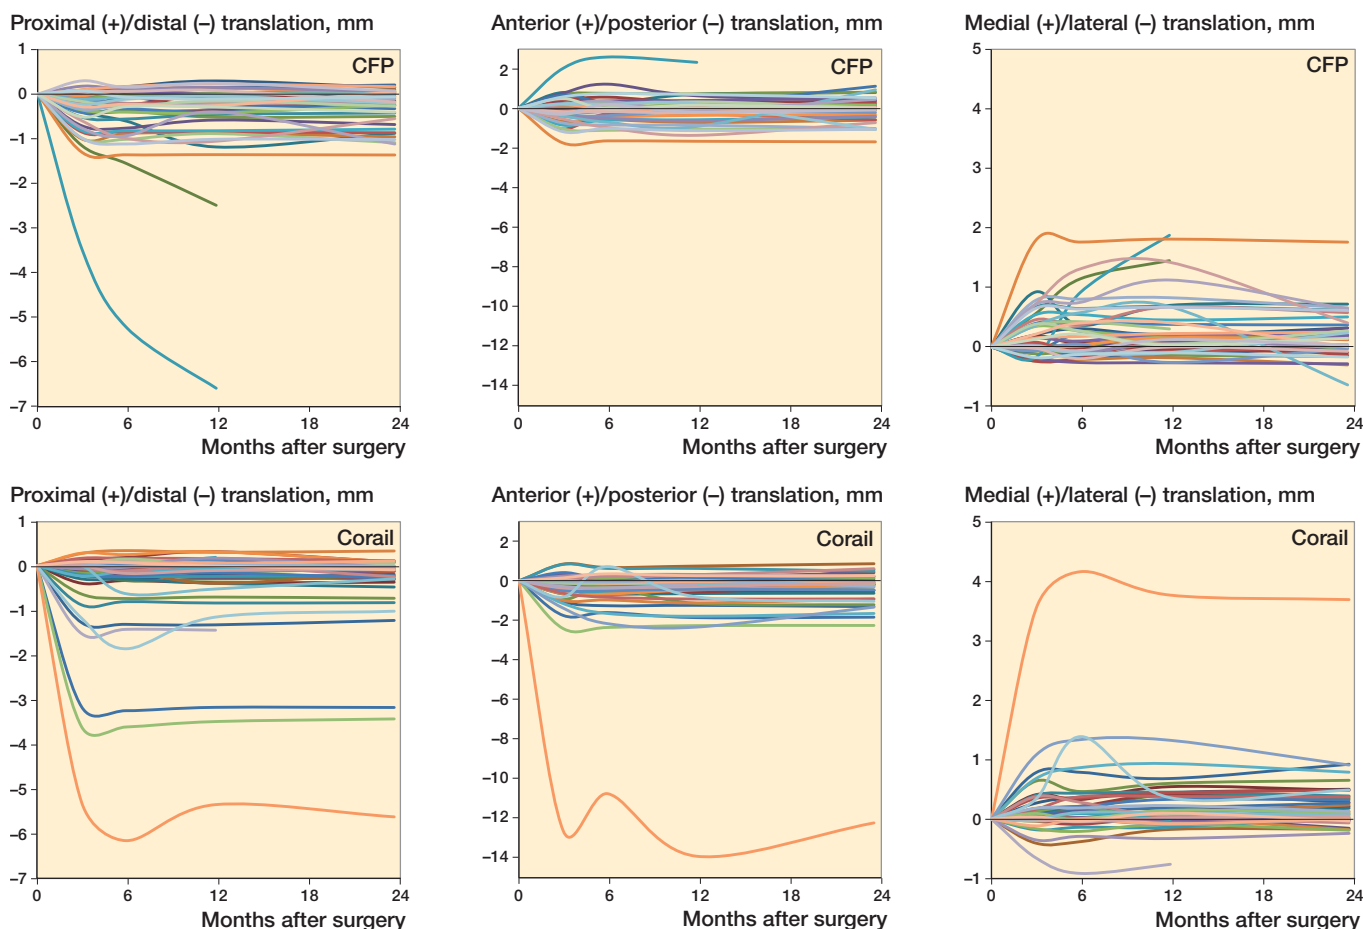 Proximal (+)/distal (–) translation, mm
Anterior (+)/posterior (–) translation, mm
Medial (+)/lateral (–) translation, mm
1
0
–1
–2
–3
–4
–5
–6
–7
CFP
0 6 12 18 24
Months after surgery
2
0
–2
–4
–6
–8
–10
–12
–14
CFP
0 6 12 18 24
Months after surgery
5
4
3
2
1
0
–1
CFP
0 6 12 18 24
Months after surgery
Proximal (+)/distal (–) translation, mm
Anterior (+)/posterior (–) translation, mm
Medial (+)/lateral (–) translation, mm
1
0
–1
–2
–3
–4
–5
–6
–7
Corail
0 6 12 18 24
Months after surgery
2
0
–2
–4
–6
–8
–10
–12
–14
Corail
0 6 12 18 24
Months after surgery
5
4
3
2
1
0
–1
Corail
0 6 12 18 24
Months after surgery